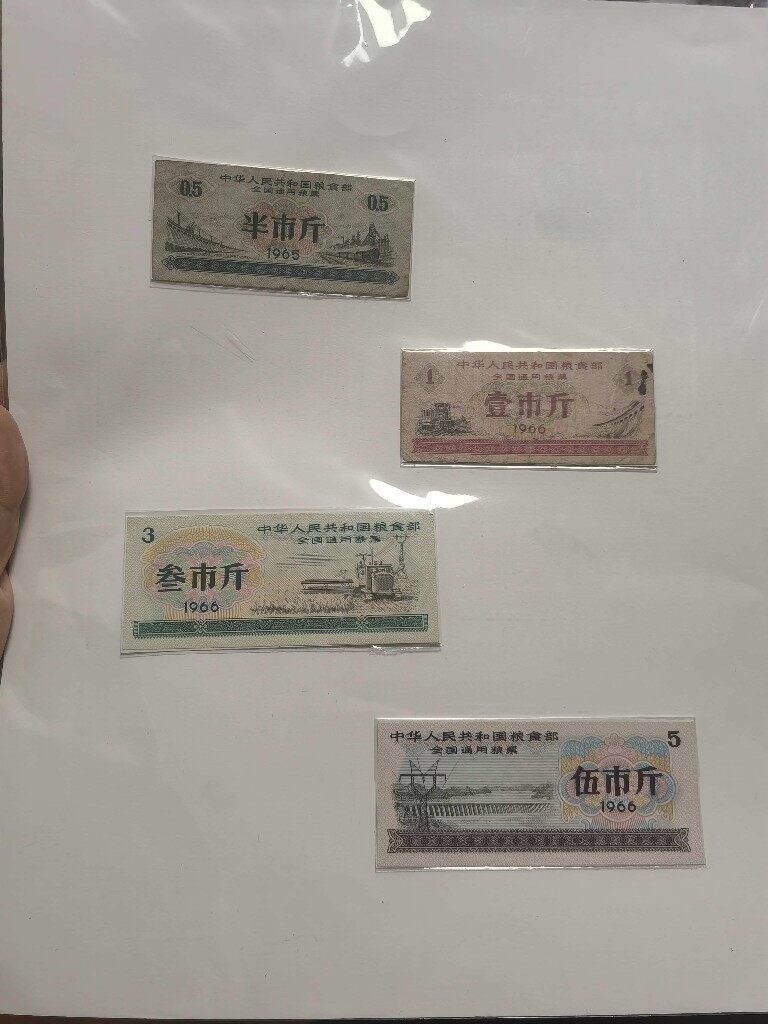 0.5
中华人民共和国粮食部
全国通用粮票
0.5
半市斤
1965
中华人民共和国粮食部
1
全国通用粮票
1
壹市斤
1966
3
中华人民共和国粮食部
全国通用粮票
叁市斤
1966
中华人民共和国粮食部
5
全国通用粮票
伍市斤
1966